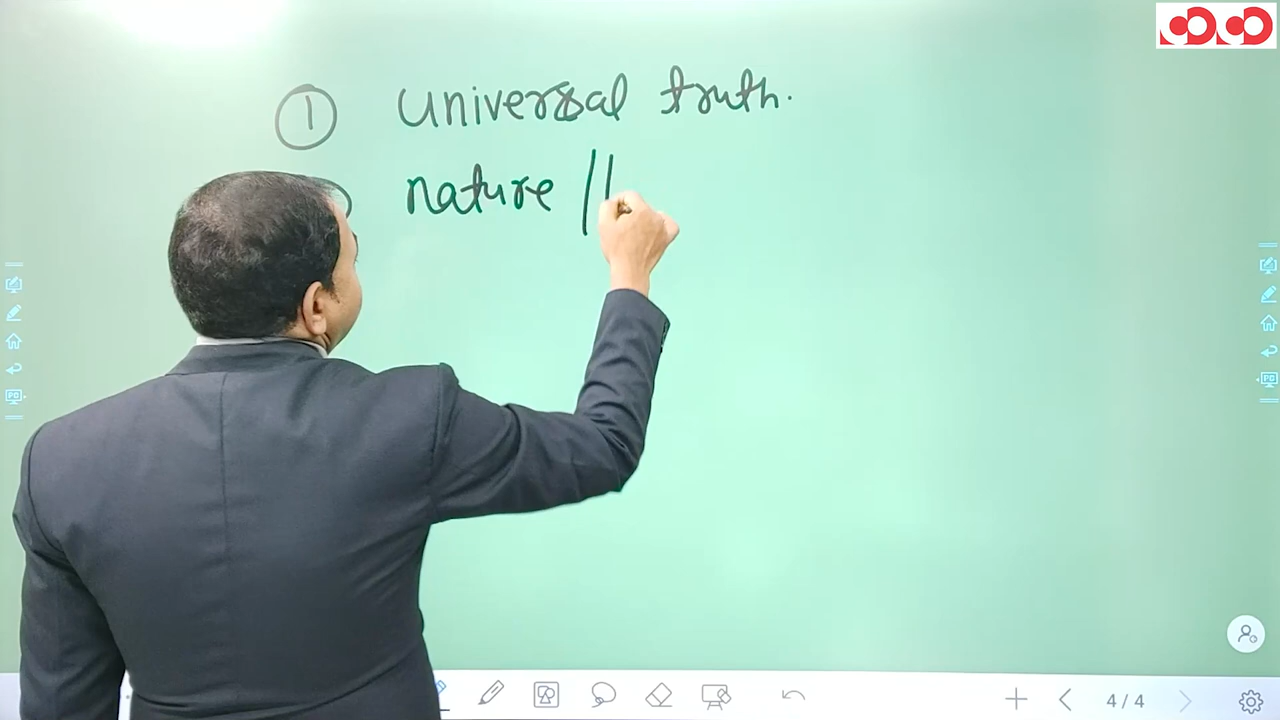 ① universal truth.
nature //
4/4